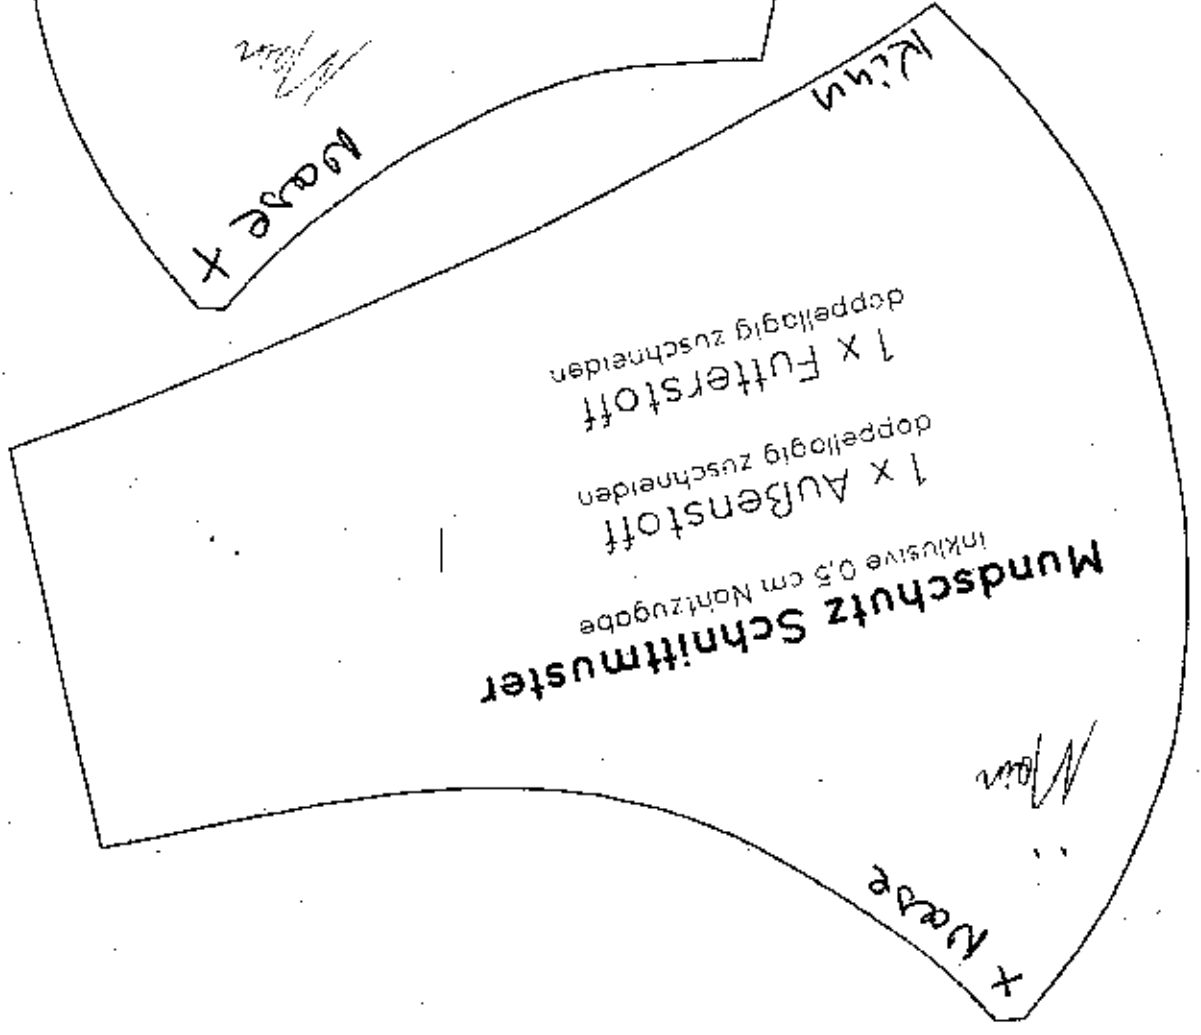 + Nase
Mundschutz Schnittmuster
inklusive 0,5 cm Nahtzugabe
1 x Außenstoff
doppellagig zuschneiden
1 x Futterstoff
doppellagig zuschneiden
Nase +
Kinn